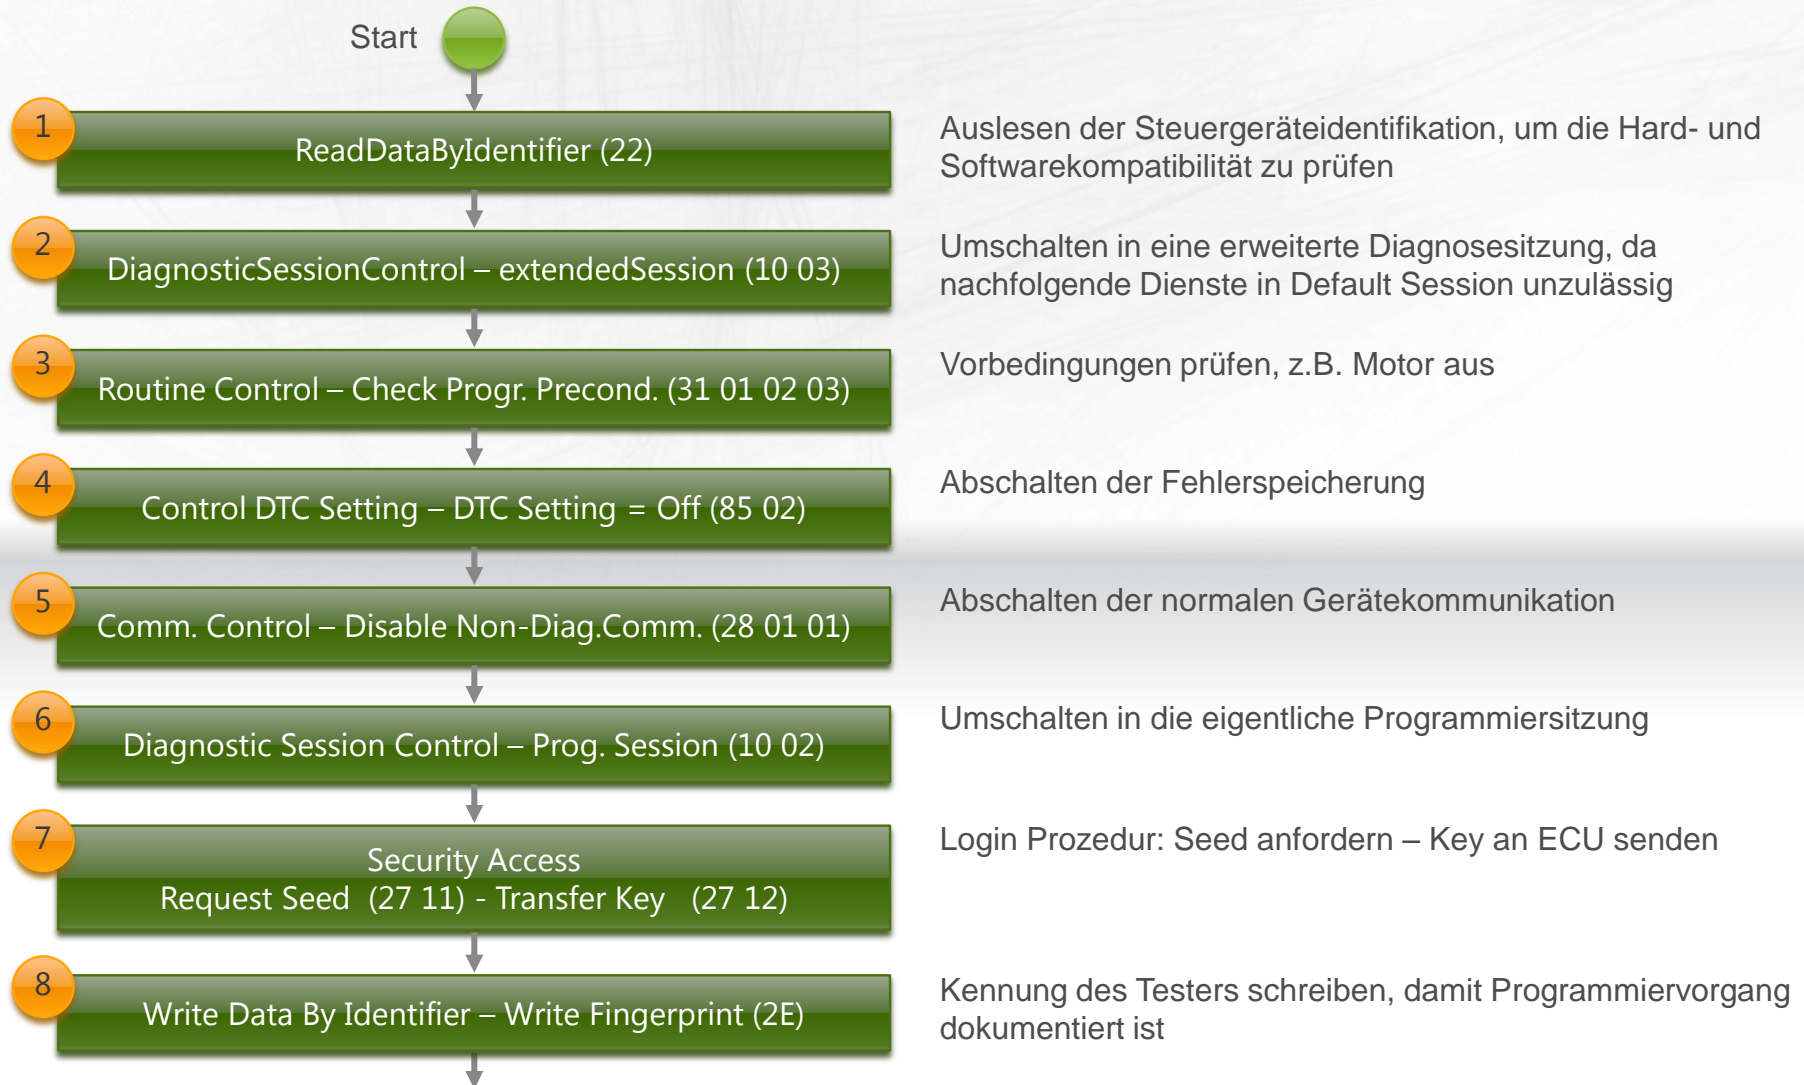 Start
1
ReadDataByIdentifier (22)
Auslesen der Steuergeräteidentifikation, um die Hard- und
Softwarekompatibilität zu prüfen
2
DiagnosticSessionControl – extendedSession (10 03)
Umschalten in eine erweiterte Diagnosesitzung, da
nachfolgende Dienste in Default Session unzulässig
3
Routine Control – Check Progr. Precond. (31 01 02 03)
Vorbedingungen prüfen, z.B. Motor aus
4
Control DTC Setting – DTC Setting = Off (85 02)
Abschalten der Fehlerspeicherung
5
Comm. Control – Disable Non-Diag.Comm. (28 01 01)
Abschalten der normalen Gerätekommunikation
6
Diagnostic Session Control – Prog. Session (10 02)
Umschalten in die eigentliche Programmiersitzung
7
Security Access
Request Seed (27 11) - Transfer Key (27 12)
Login Prozedur: Seed anfordern – Key an ECU senden
8
Write Data By Identifier – Write Fingerprint (2E)
Kennung des Testers schreiben, damit Programmiervorgang
dokumentiert ist